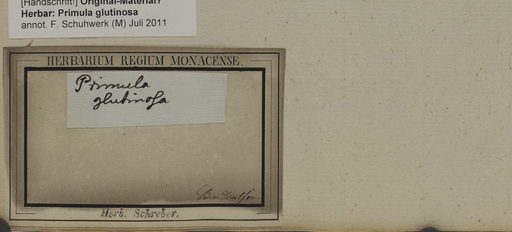 [Handschrift!] Original-Material?
Herbar: Primula glutinosa
annot. F. Schuhwerk (M) Juli 2011
HERBARIUM REGIUM MONACENSE.
Primula
glutinosa
Herb. Schreber.